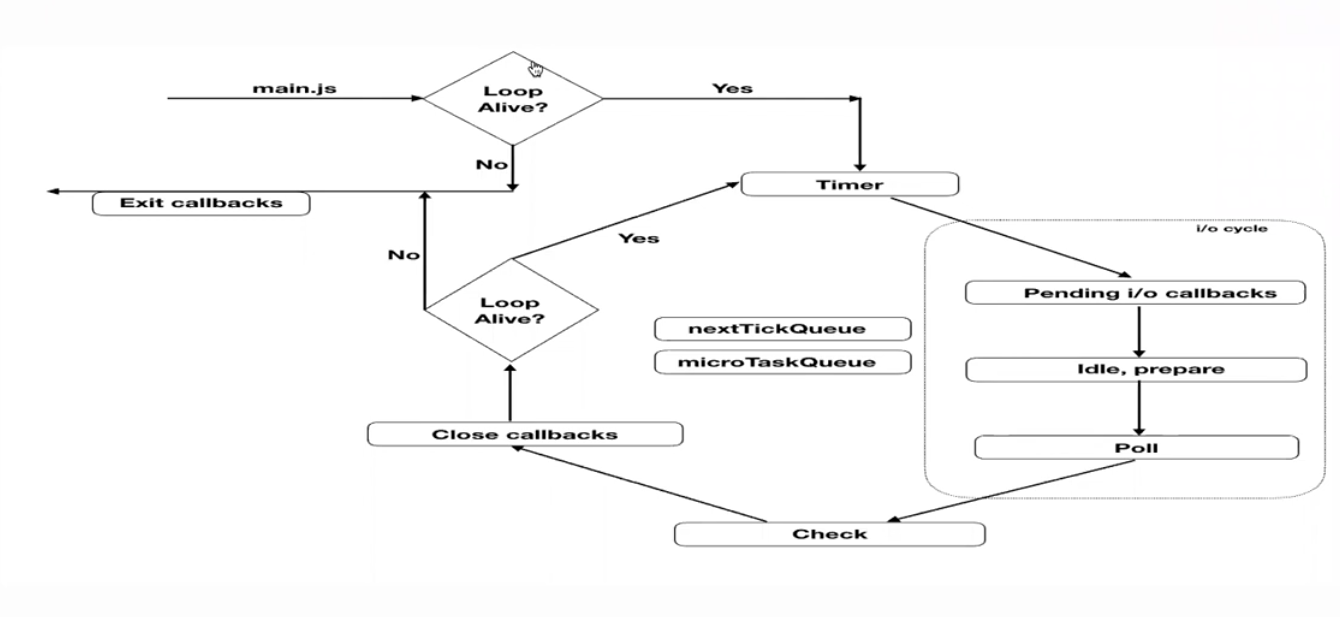 main.js
Loop
Alive?
Yes
No
Timer
Exit callbacks
i/o cycle
Yes
No
Pending i/o callbacks
Loop
Alive?
nextTickQueue
microTaskQueue
Idle, prepare
Close callbacks
Poll
Check